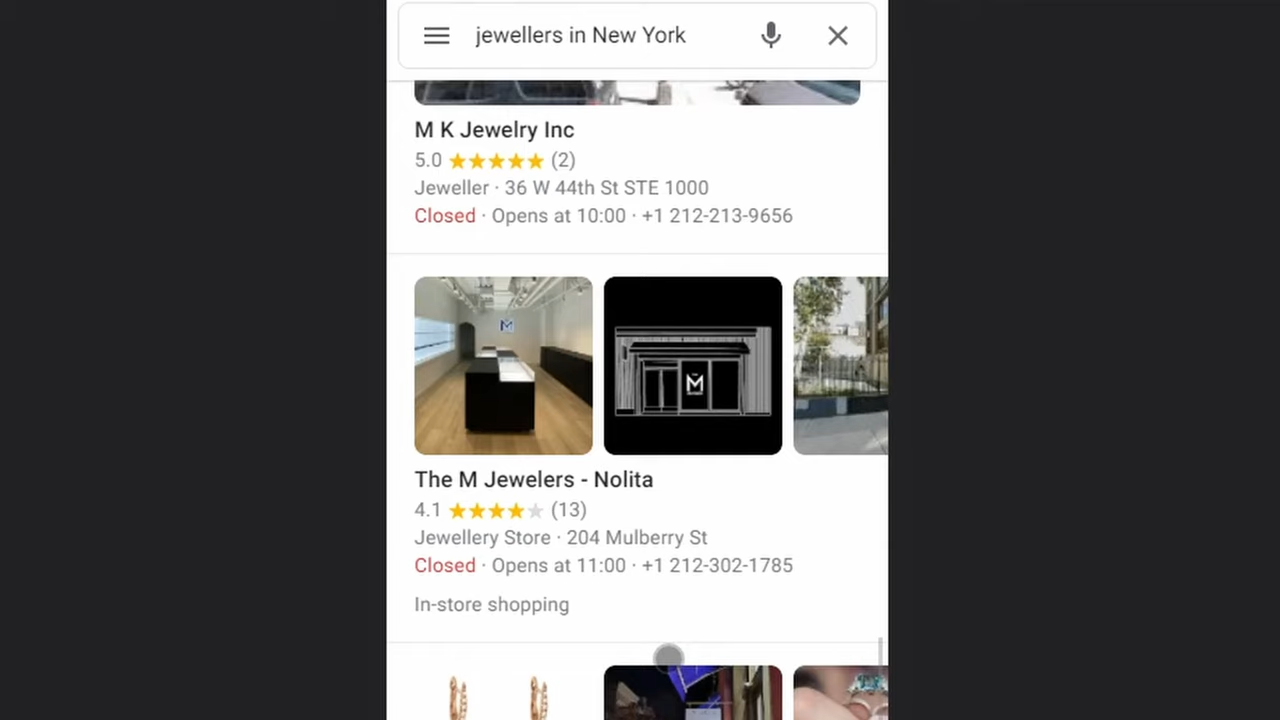 jewellers in New York
M K Jewelry Inc
5.0 (2)
Jeweller · 36 W 44th St STE 1000
Closed · Opens at 10:00 · +1 212-213-9656
M
M
The M Jewelers - Nolita
4.1 (13)
Jewellery Store · 204 Mulberry St
Closed · Opens at 11:00 · +1 212-302-1785
In-store shopping